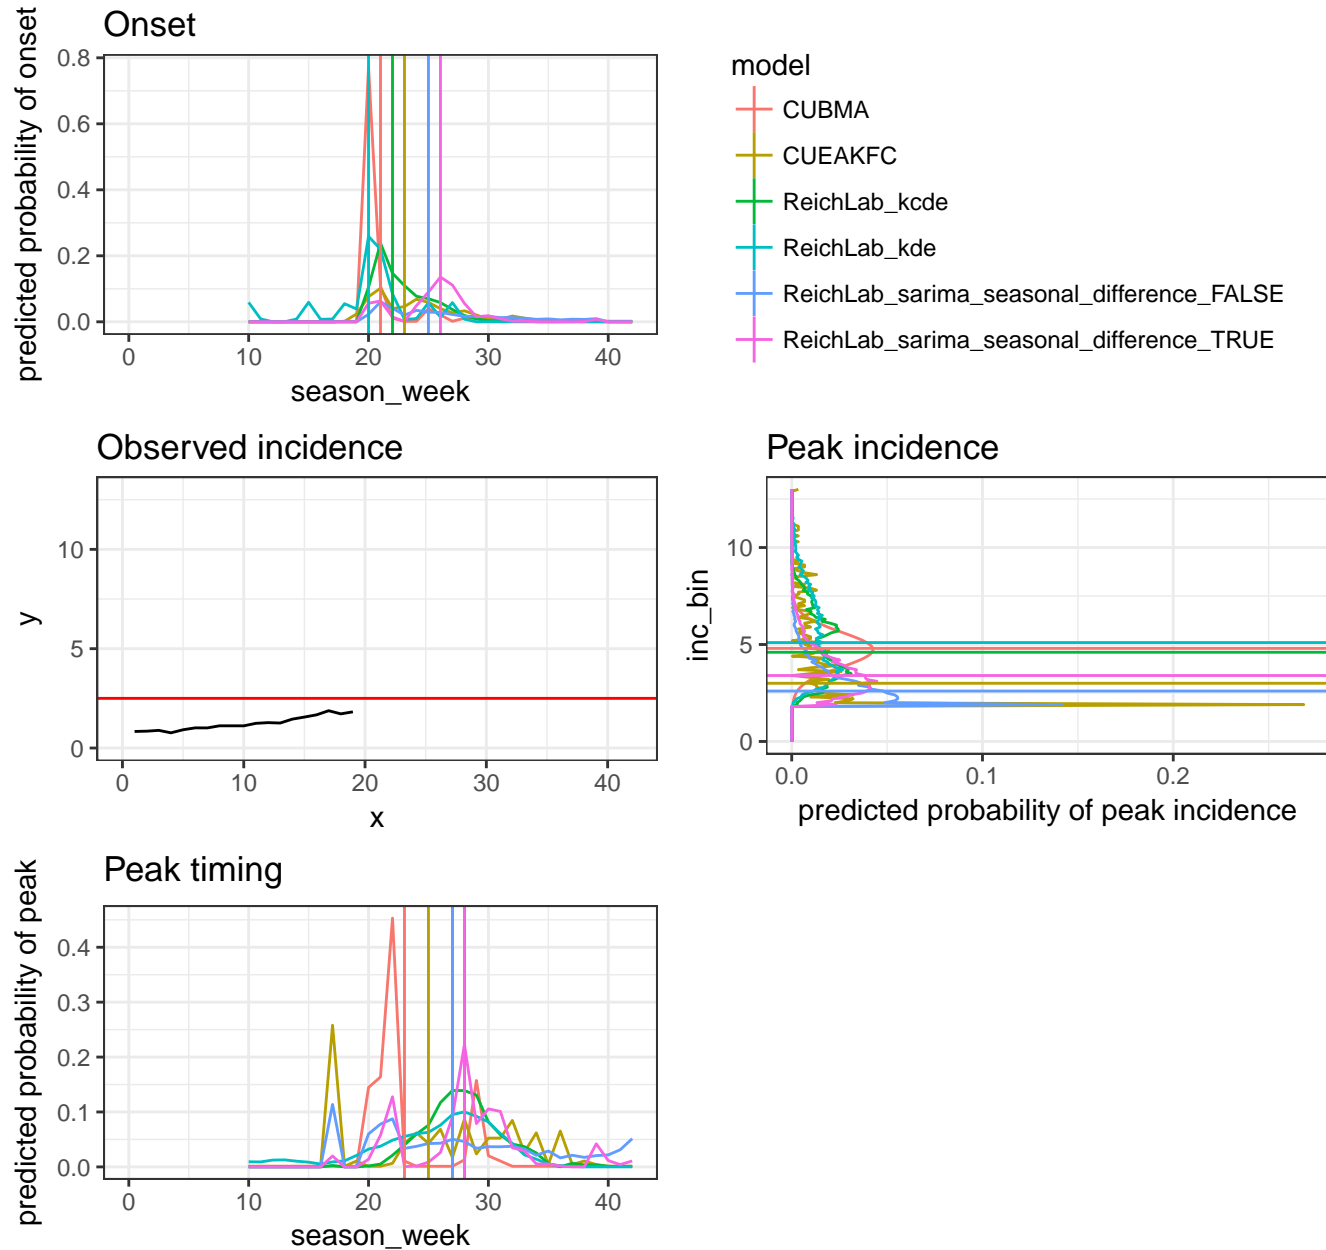 Onset
predicted probability of onset
0.8
0.6
0.4
0.2
0.0
0 10 20 30 40
season_week
model
CUBMA
CUEAKFC
ReichLab_kcde
ReichLab_kde
ReichLab_sarima_seasonal_difference_FALSE
ReichLab_sarima_seasonal_difference_TRUE
Observed incidence
y
10
5
0
0 10 20 30 40
x
Peak incidence
inc_bin
10
5
0
0.0 0.1 0.2
predicted probability of peak incidence
Peak timing
predicted probability of peak
0.4
0.3
0.2
0.1
0.0
0 10 20 30 40
season_week